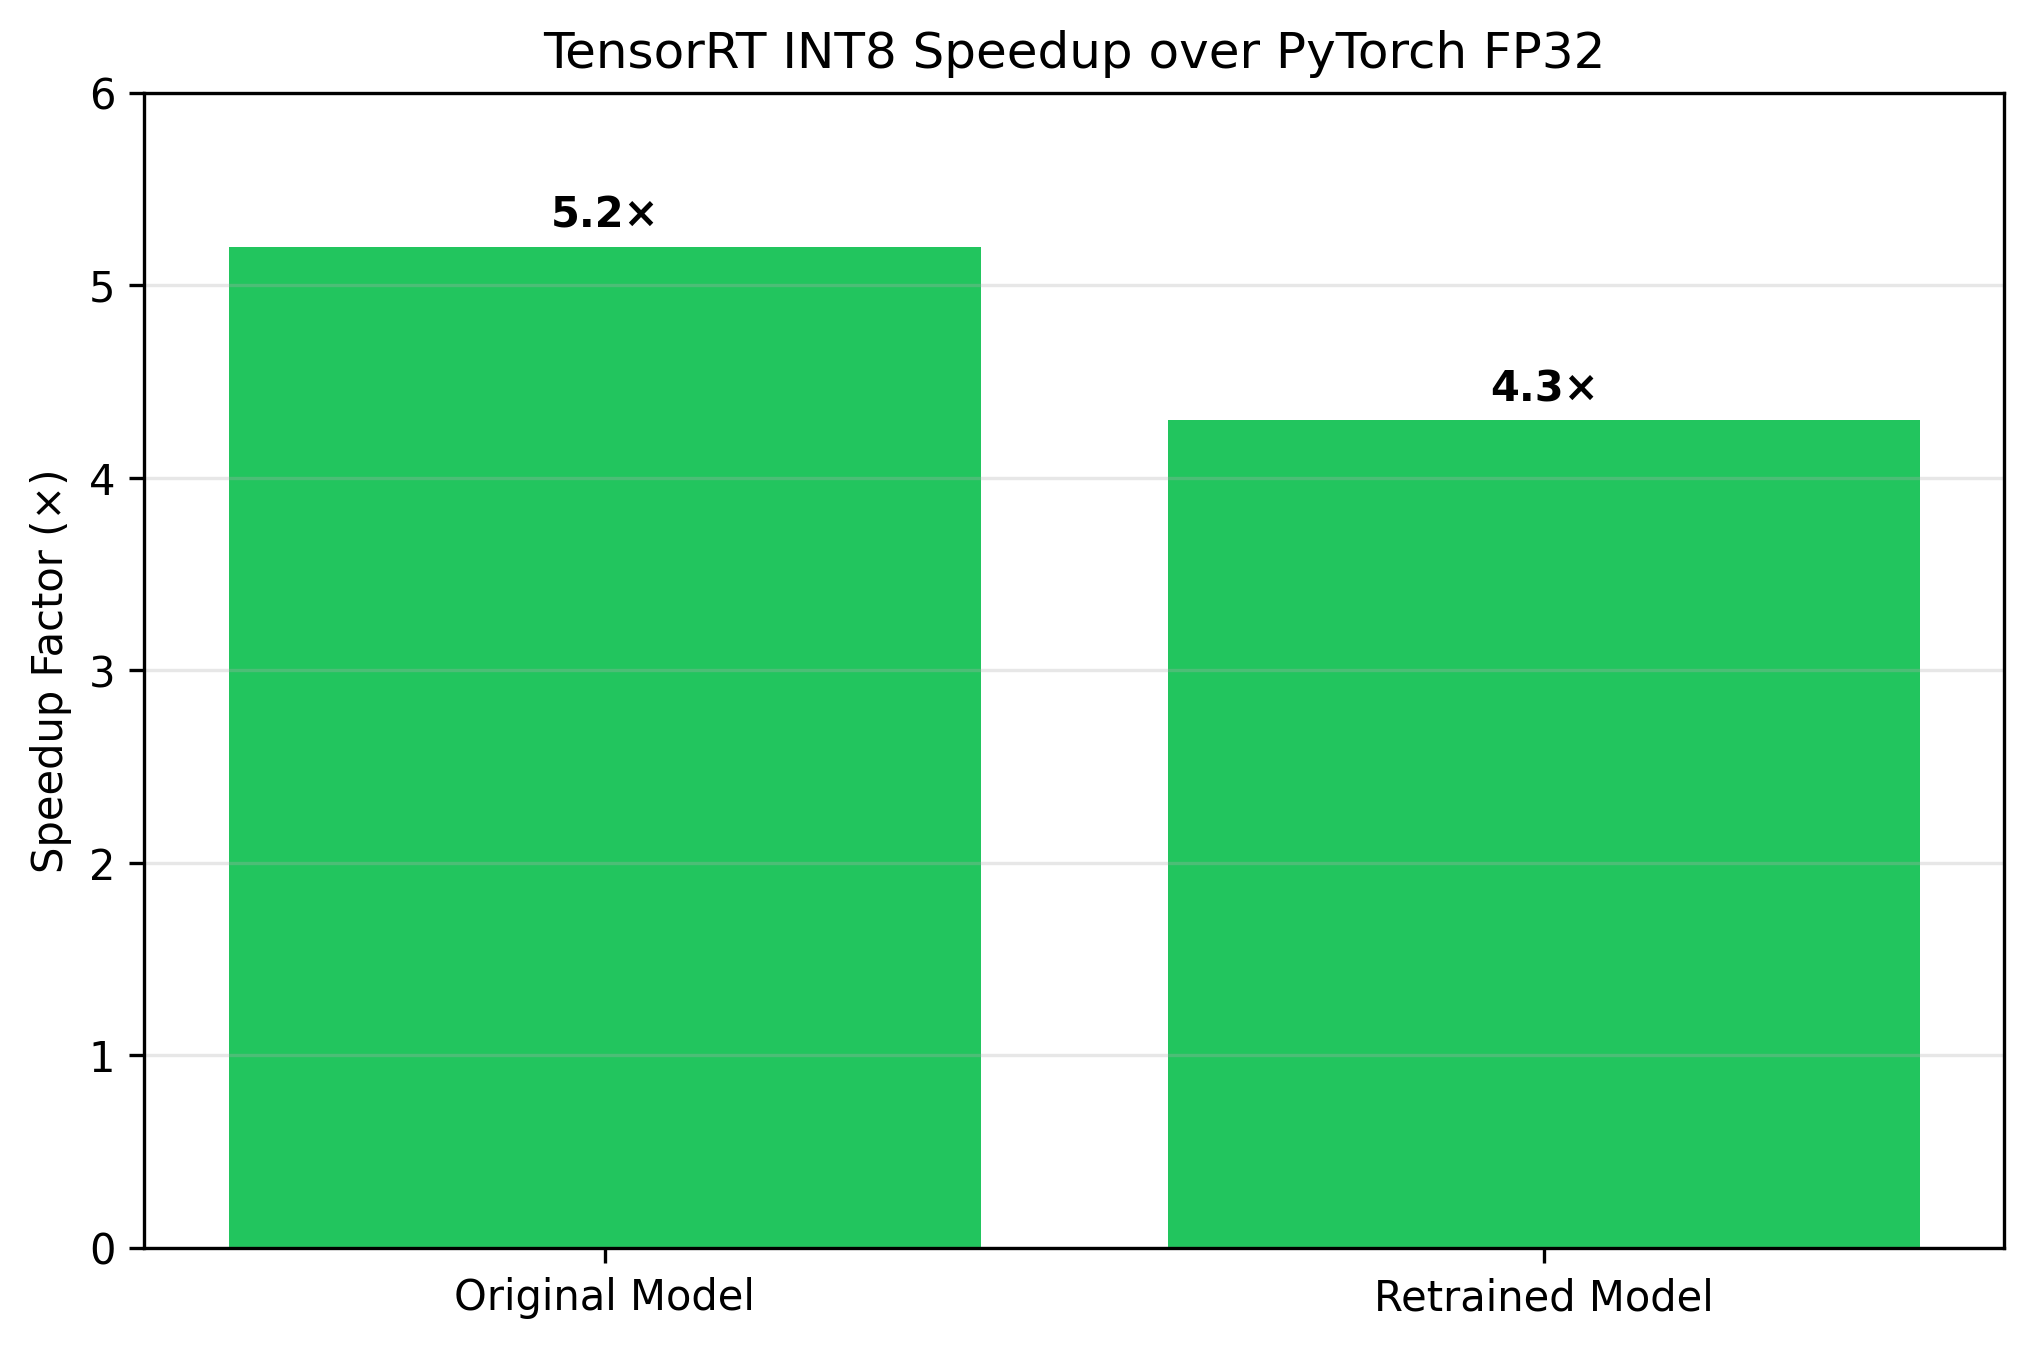 TensorRT INT8 Speedup over PyTorch FP32
6
5
4
3
2
1
0
Speedup Factor (×)
5.2×
4.3×
Original Model
Retrained Model